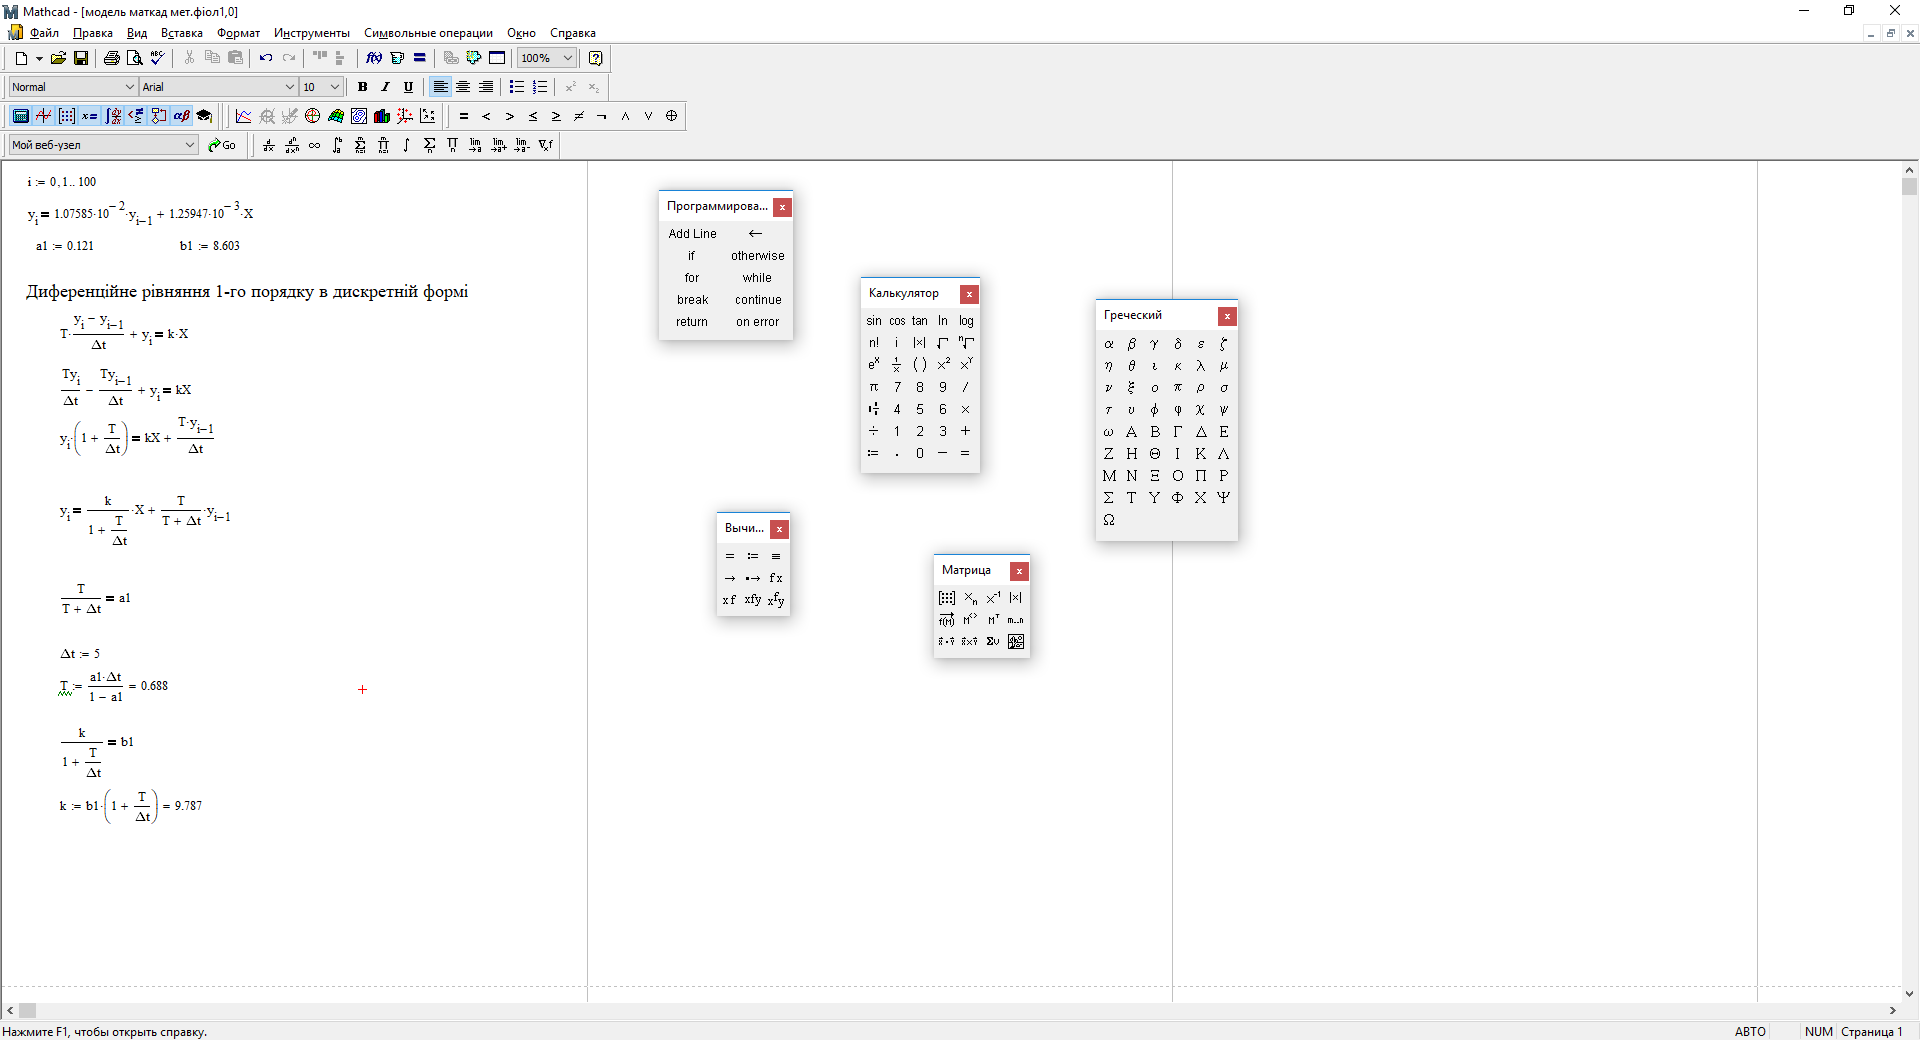 Mathcad - [модель маткад мет.фіол1,0]
Файл Правка Вид Вставка Формат Инструменты Символьные операции Окно Справка
100%
Normal Arial 10 B I U
Мой веб-узел Go
i := 0,1.. 100
y_i = 1.07585·10^-2·y_i-1 + 1.25947·10^-3·X
a1 := 0.121 b1 := 8.603
Диференційне рівняння 1-го порядку в дискретній формі
T·(y_i − y_i-1)/Δt + y_i = k·X
Ty_i/Δt − Ty_i-1/Δt + y_i = kX
y_i·(1 + T/Δt) = kX + T·y_i-1/Δt
y_i = k/(1 + T/Δt)·X + T/(T + Δt)·y_i-1
T/(T + Δt) = a1
Δt := 5
T := a1·Δt/(1 − a1) = 0.688
k/(1 + T/Δt) = b1
k := b1·(1 + T/Δt) = 9.787
Программирова... x
Add Line ←
if otherwise
for while
break continue
return on error
Калькулятор x
sin cos tan ln log
n! i |×| √ ⁿ√
e^x 1/x ( ) ×² ×^Y
π 7 8 9 /
4 5 6 ×
÷ 1 2 3 +
:= . 0 − =
Греческий x
α β γ δ ε ζ
η θ ι κ λ μ
ν ξ ο π ρ σ
τ υ ϕ φ χ ψ
ω Α Β Γ Δ Ε
Ζ Η Θ Ι Κ Λ
Μ Ν Ξ Ο Π Ρ
Σ Τ Υ Φ Χ Ψ
Ω
Вычи... x
= := ≡
→ ▪→ f x
x f xfy x^f y
Матрица x
[:::] ×_n ×^-1 |×|
f(M) M^<> M^T m..n
Συ
Нажмите F1, чтобы открыть справку.
АВТО NUM Страница 1